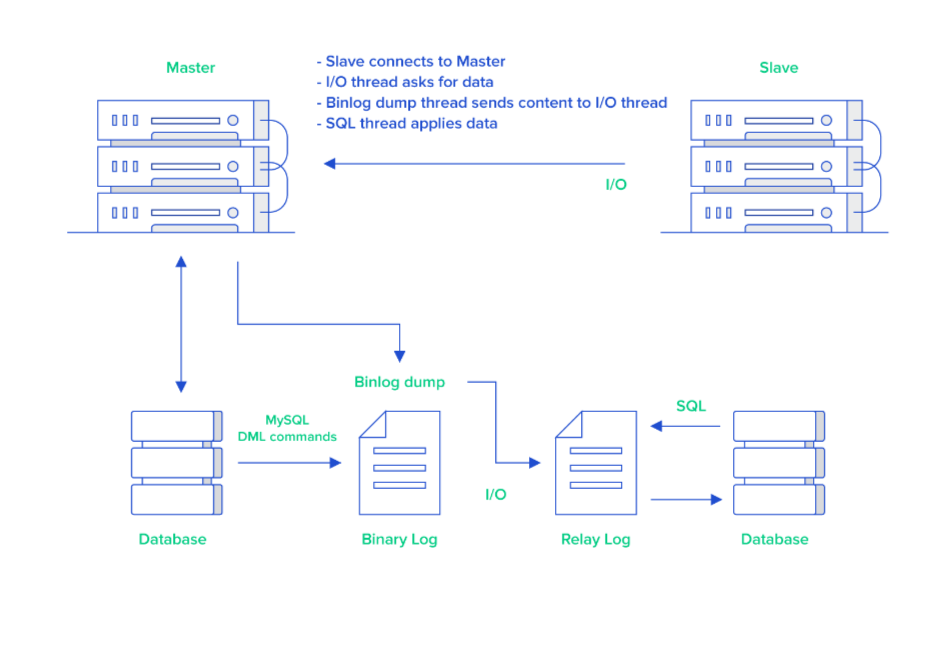 Master
- Slave connects to Master
- I/O thread asks for data
- Binlog dump thread sends content to I/O thread
- SQL thread applies data
Slave
I/O
Binlog dump
MySQL
DML commands
SQL
I/O
Database
Binary Log
Relay Log
Database